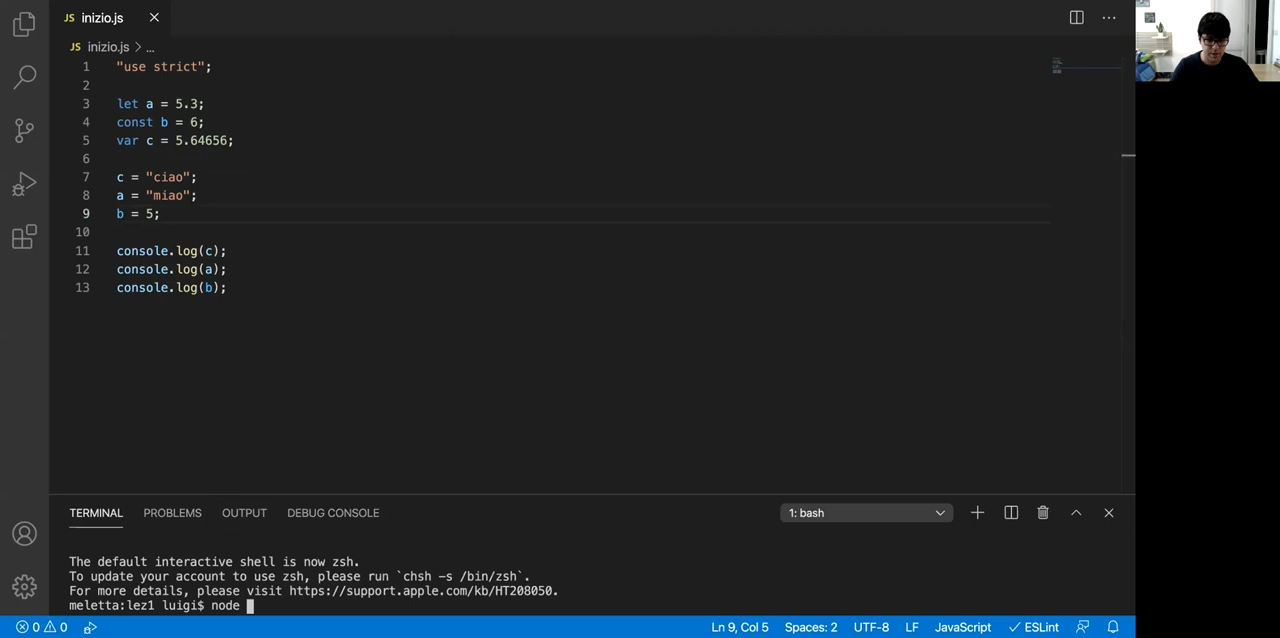 JS inizio.js
JS inizio.js > ...
1 "use strict";
2
3 let a = 5.3;
4 const b = 6;
5 var c = 5.64656;
6
7 c = "ciao";
8 a = "miao";
9 b = 5;
10
11 console.log(c);
12 console.log(a);
13 console.log(b);
TERMINAL PROBLEMS OUTPUT DEBUG CONSOLE 1: bash
The default interactive shell is now zsh.
To update your account to use zsh, please run `chsh -s /bin/zsh`.
For more details, please visit https://support.apple.com/kb/HT208050.
meletta:lez1 luigi$ node
0 0 Ln 9, Col 5 Spaces: 2 UTF-8 LF JavaScript ESLint